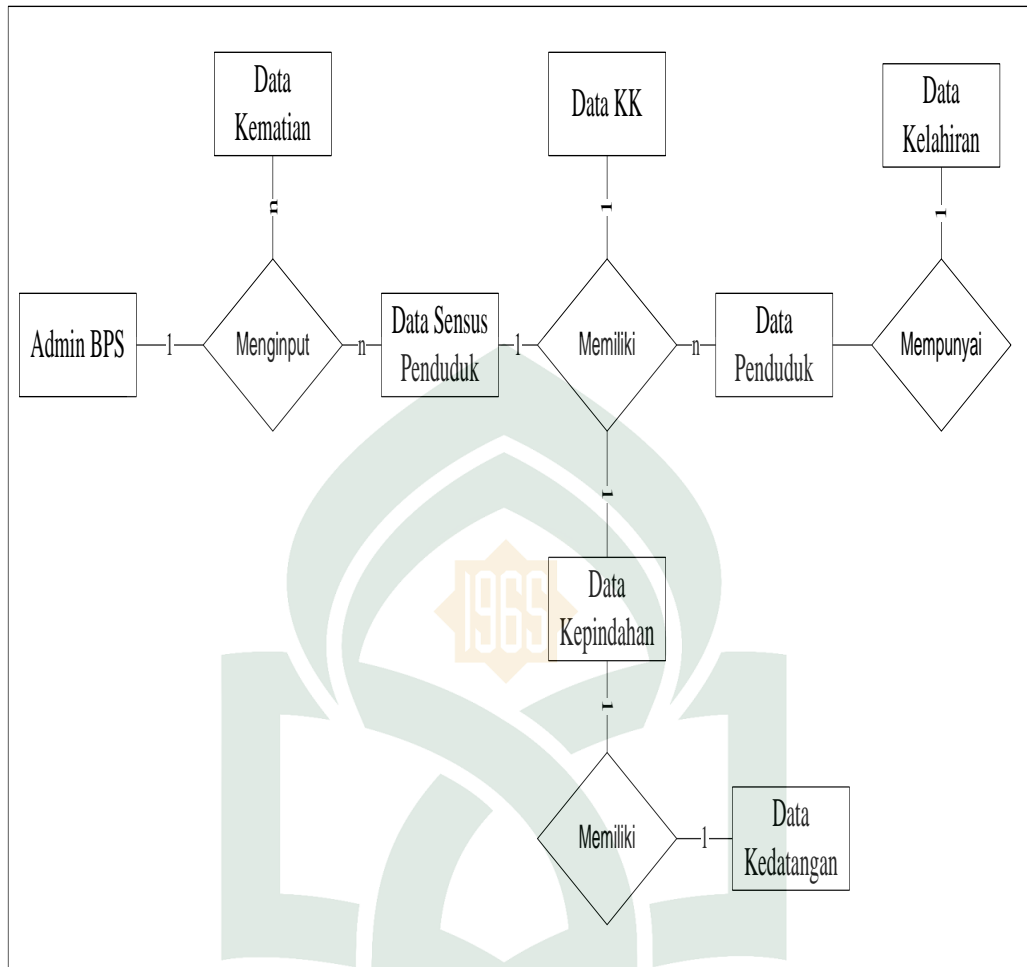 Data
Kematian
Data KK
Data
Kelahiran
n
1
1
Admin BPS
1
Menginput
n
Data Sensus
Penduduk
1
Memiliki
n
Data
Penduduk
Mempunyai
1
Data
Kepindahan
1965
1
Memiliki
1
Data
Kedatangan